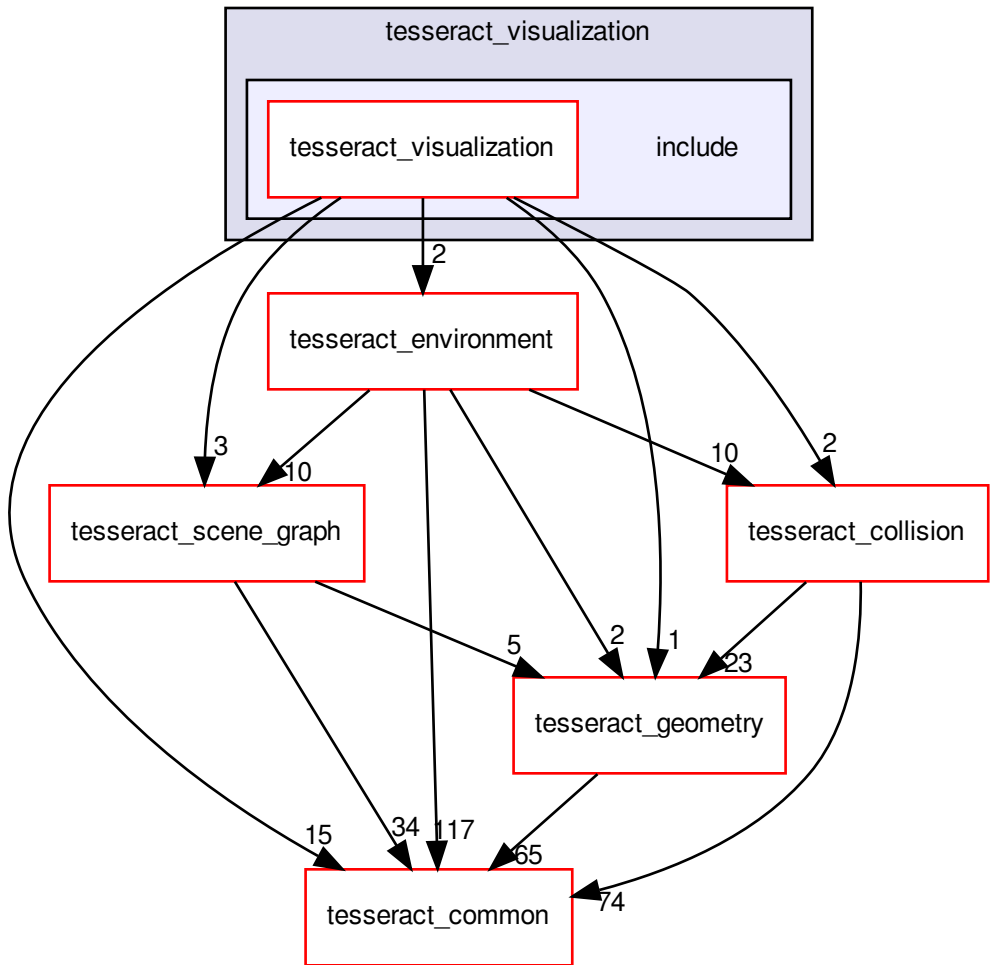 tesseract_visualization
tesseract_visualization
include
2
tesseract_environment
3
10
10
2
tesseract_scene_graph
tesseract_collision
5
2
1
23
tesseract_geometry
15
34
117
65
74
tesseract_common